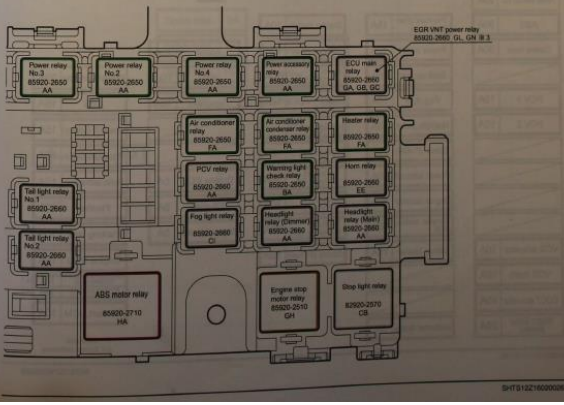 EGR VNT power relay
85920-2660 GL, GN
Power relay
No.3
85920-2650
AA
Power relay
No.2
85920-2650
AA
Power relay
No.4
85920-2650
AA
Power accessory
relay
85920-2650
AA
ECU main
relay
85920-2660
GA, GB, GC
Air conditioner
relay
85920-2650
FA
Air conditioner
condenser relay
85920-2650
FA
Heater relay
85920-2650
FA
PCV relay
85920-2660
AA
Warning light
check relay
85920-2650
BA
Horn relay
85920-2660
EE
Tail light relay
No.1
85920-2660
AA
Fog light relay
85920-2660
CI
Headlight
relay (Dimmer)
85920-2660
AA
Headlight
relay (Main)
85920-2660
AA
Tail light relay
No.2
85920-2660
AA
ABS motor relay
85920-2710
HA
Engine stop
motor relay
85920-2510
GH
Stop light relay
82920-2570
CB